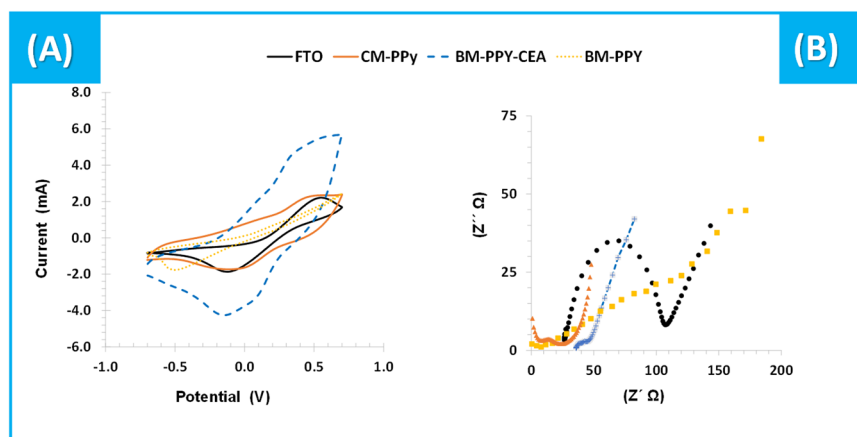 (A)
(B)
FTO CM-PPy BM-PPY-CEA BM-PPY
8.0
6.0
4.0
2.0
0.0
-2.0
-4.0
-6.0
-1.0 -0.5 0.0 0.5 1.0
Current (mA)
Potential (V)
75
50
25
0
0 50 100 150 200
(Z´´ Ω)
(Z´ Ω)